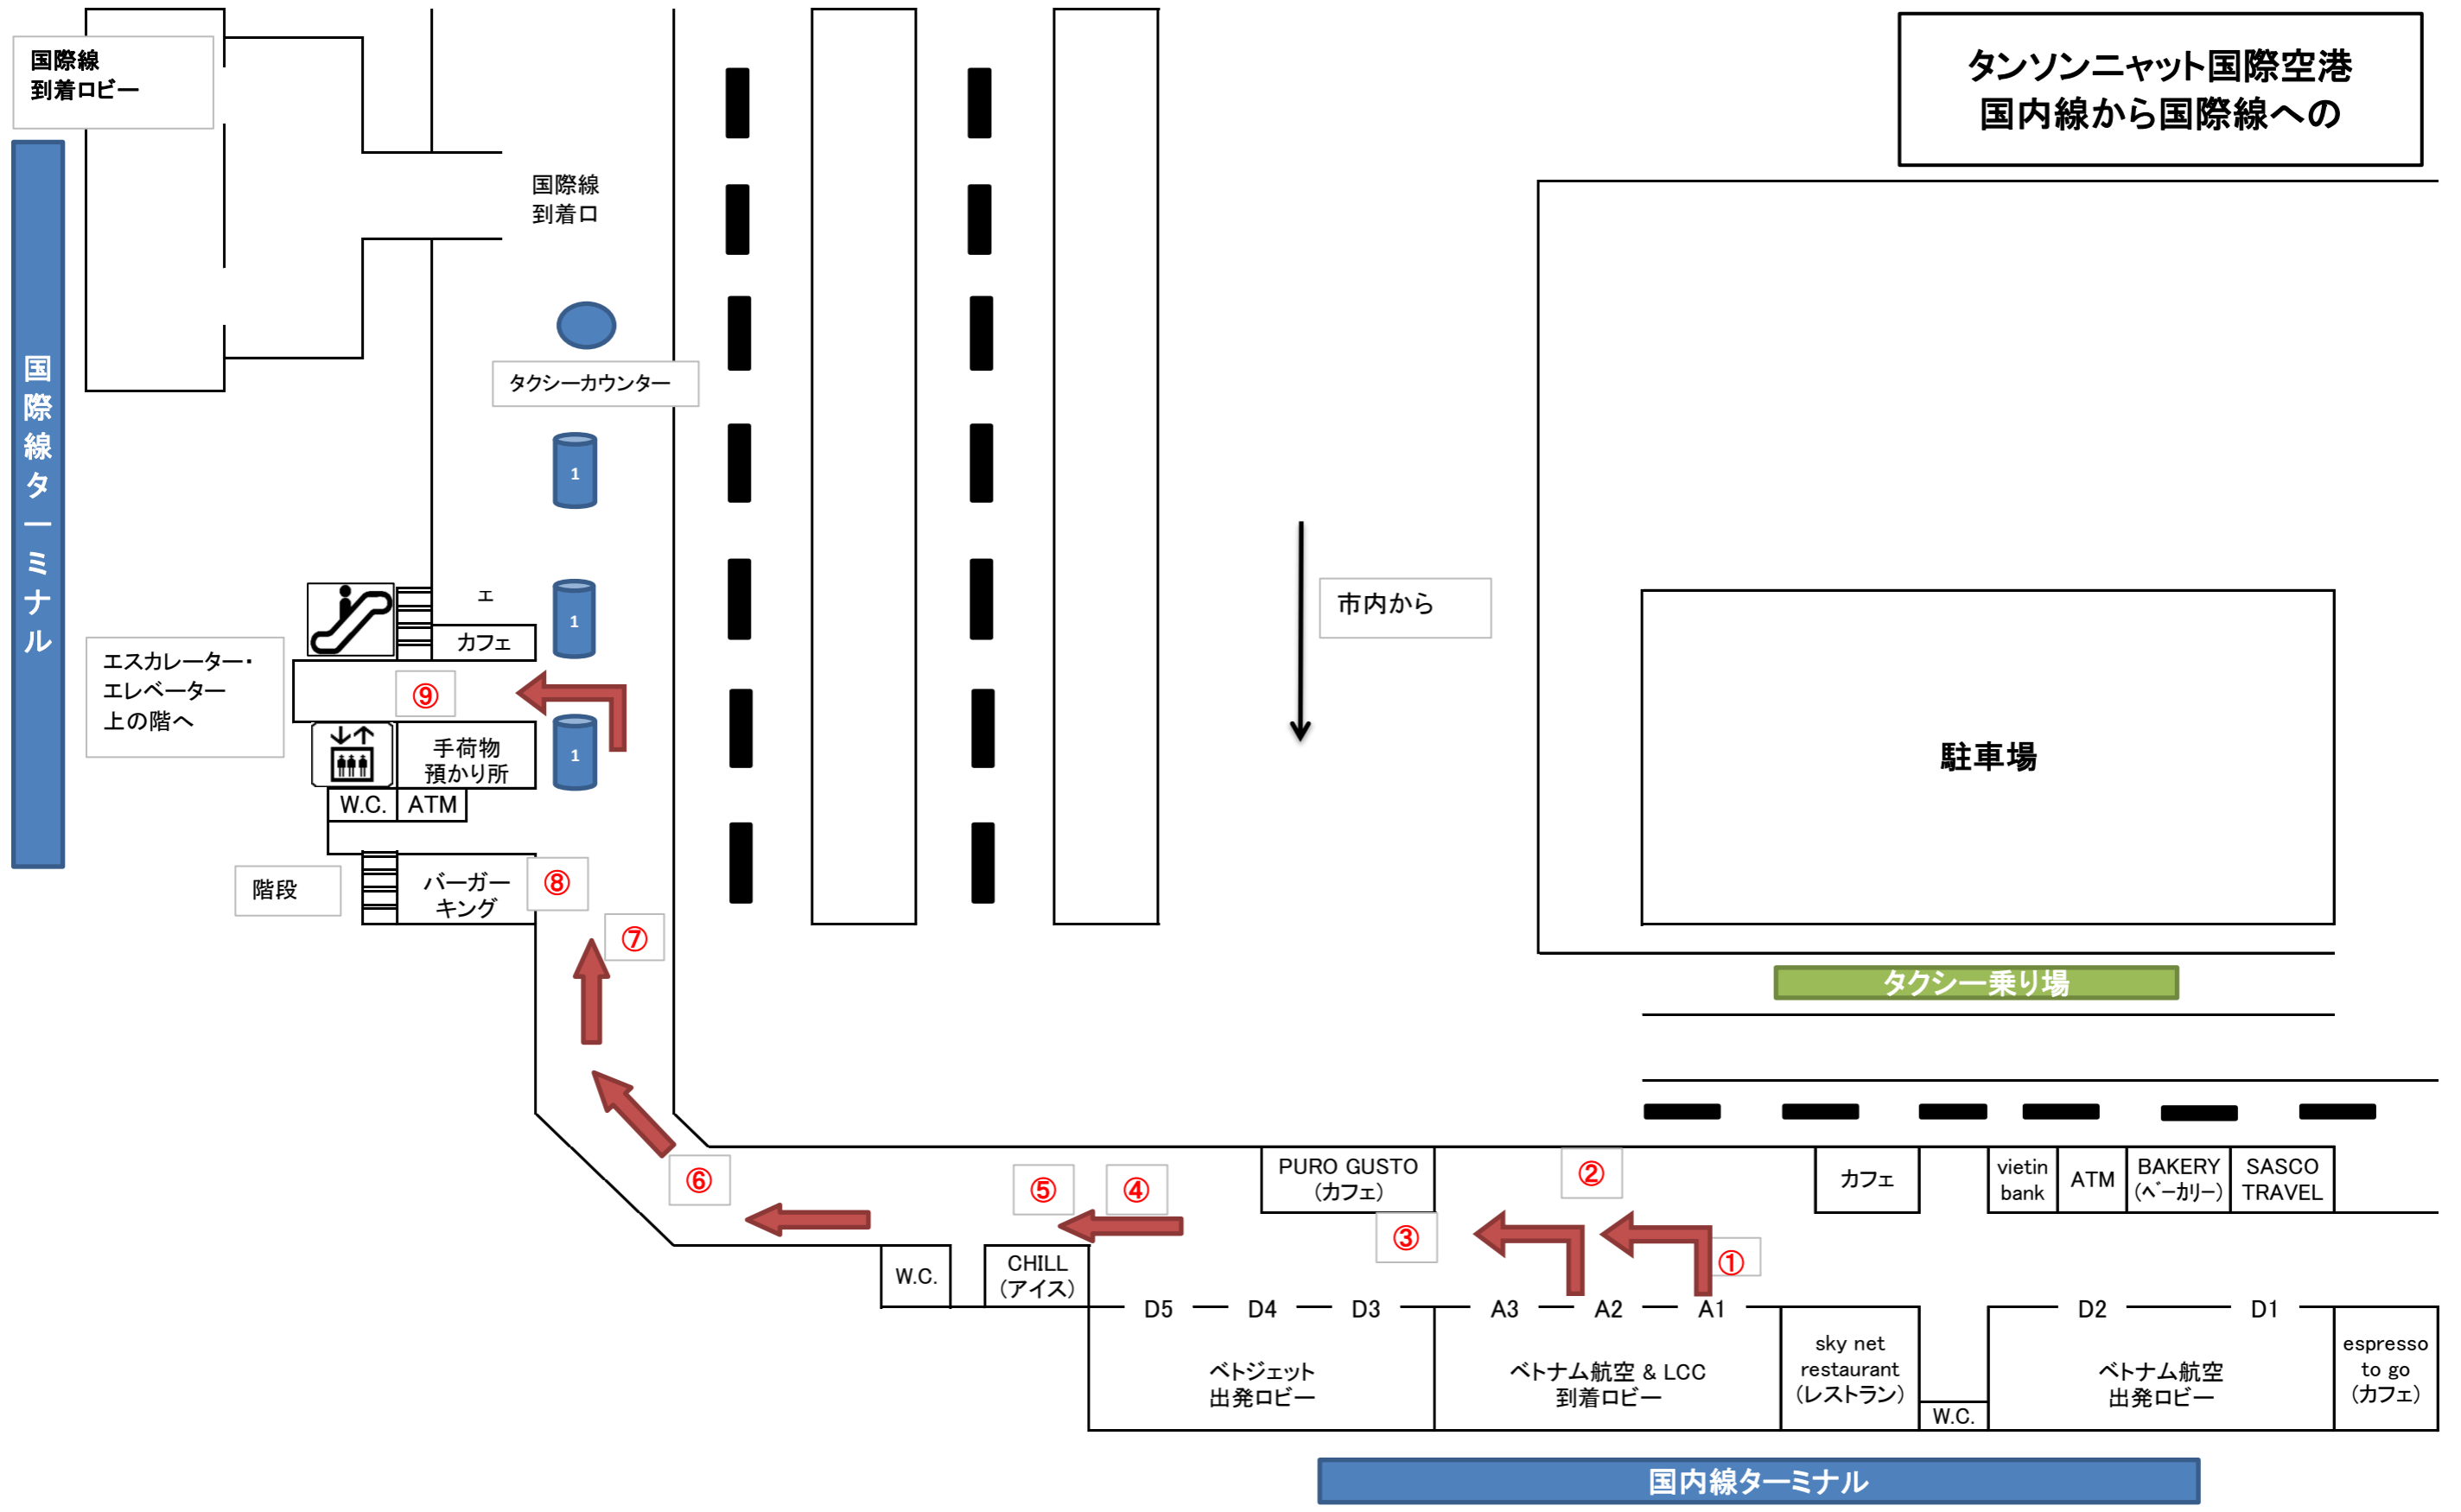 タンソンニャット国際空港
国内線から国際線への
国際線
到着ロビー
国際線
到着口
国際線ターミナル
タクシーカウンター
1
1
1
エ
カフェ
エスカレーター・
エレベーター
上の階へ
⑨
手荷物
預かり所
W.C.
ATM
階段
バーガー
キング
⑧
⑦
市内から
駐車場
タクシー乗り場
⑥
⑤
④
PURO GUSTO
(カフェ)
③
②
①
カフェ
vietin
bank
ATM
BAKERY
(ベーカリー)
SASCO
TRAVEL
W.C.
CHILL
(アイス)
D5
D4
D3
A3
A2
A1
D2
D1
ベトジェット
出発ロビー
ベトナム航空 & LCC
到着ロビー
sky net
restaurant
(レストラン)
W.C.
ベトナム航空
出発ロビー
espresso
to go
(カフェ)
国内線ターミナル